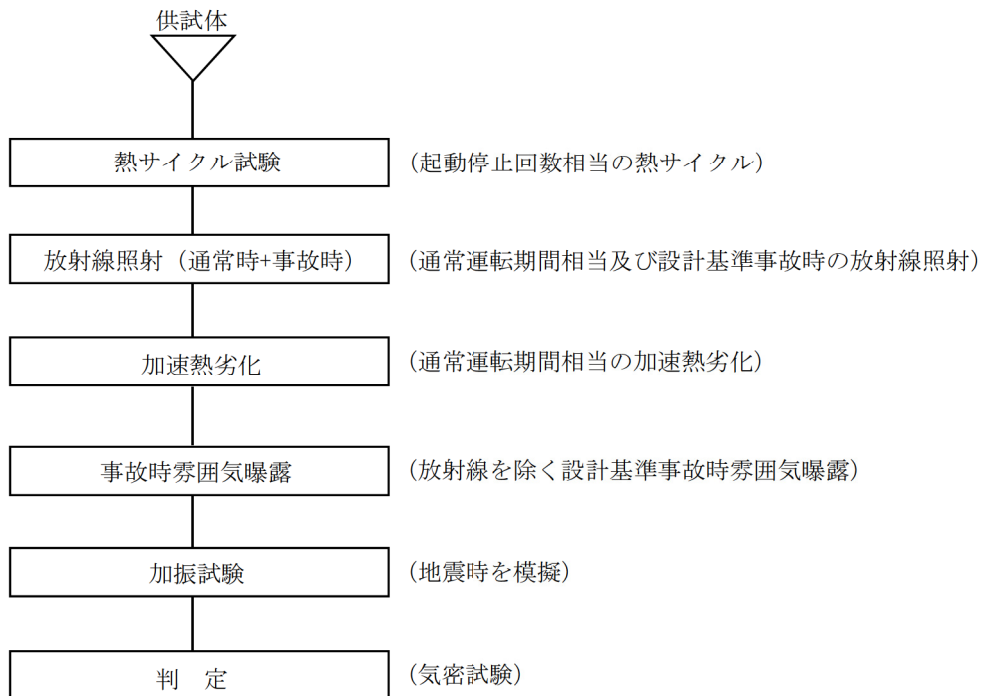 供試体
熱サイクル試験 (起動停止回数相当の熱サイクル)
放射線照射（通常時+事故時） (通常運転期間相当及び設計基準事故時の放射線照射)
加速熱劣化 (通常運転期間相当の加速熱劣化)
事故時雰囲気曝露 (放射線を除く設計基準事故時雰囲気曝露)
加振試験 (地震時を模擬)
判　定 (気密試験)